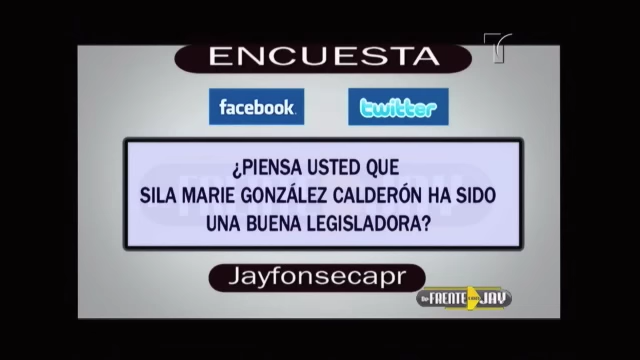 ENCUESTA
facebook
twitter
¿PIENSA USTED QUE
SILA MARIE GONZÁLEZ CALDERÓN HA SIDO
UNA BUENA LEGISLADORA?
Jayfonsecapr
De FRENTE JAY